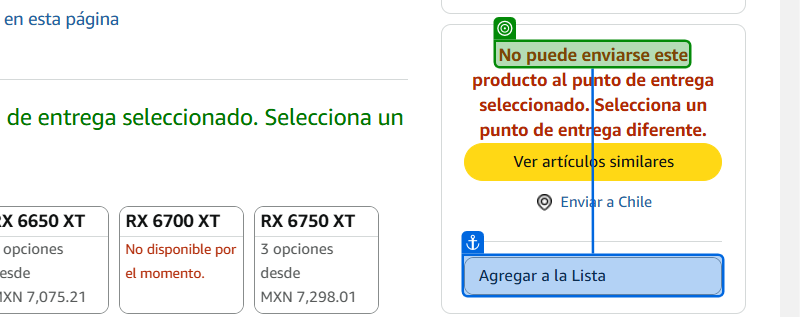 en esta página
de entrega seleccionado. Selecciona un
RX 6650 XT
opciones
desde
MXN 7,075.21
RX 6700 XT
No disponible por
el momento.
RX 6750 XT
3 opciones
desde
MXN 7,298.01
No puede enviarse este
producto al punto de entrega
seleccionado. Selecciona un
punto de entrega diferente.
Ver artículos similares
Enviar a Chile
Agregar a la Lista